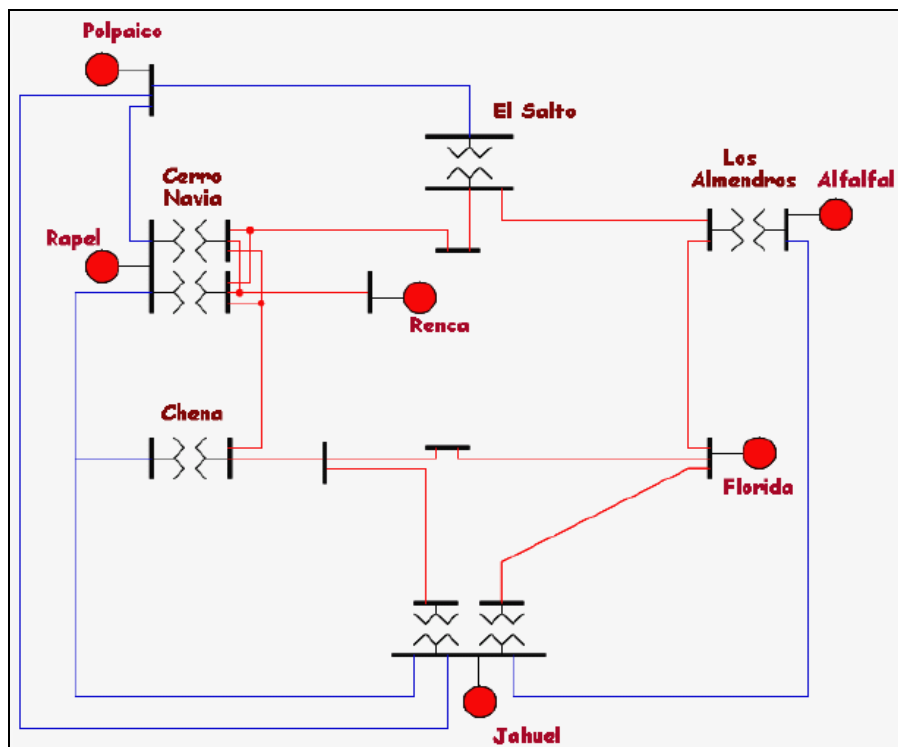 Polpaico
El Salto
Los
Almendros
Alfalfal
Cerro
Navia
Rapel
Renca
Chena
Florida
Jahuel